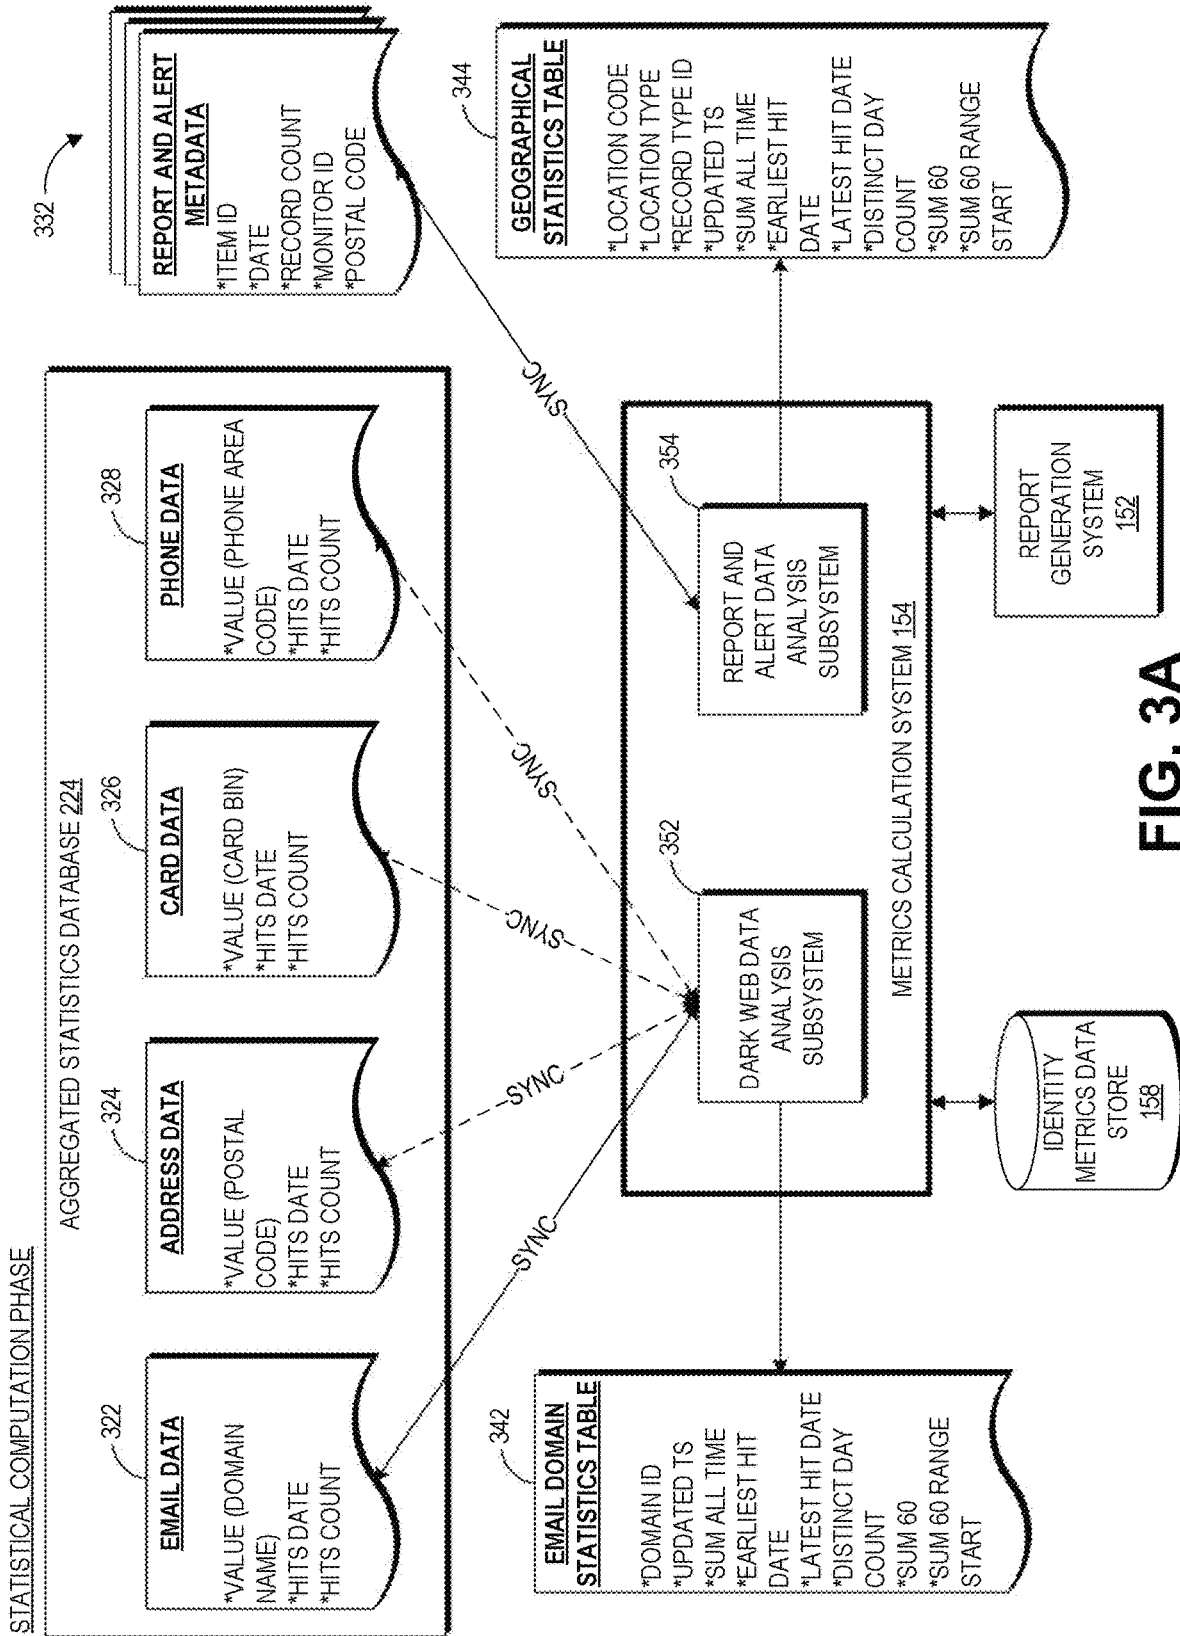 STATISTICAL COMPUTATION PHASE
AGGREGATED STATISTICS DATABASE 224
322
EMAIL DATA
*VALUE (DOMAIN
NAME)
*HITS DATE
*HITS COUNT
324
ADDRESS DATA
*VALUE (POSTAL
CODE)
*HITS DATE
*HITS COUNT
326
CARD DATA
*VALUE (CARD BIN)
*HITS DATE
*HITS COUNT
328
PHONE DATA
*VALUE (PHONE AREA
CODE)
*HITS DATE
*HITS COUNT
332
REPORT AND ALERT
METADATA
*ITEM ID
*DATE
*RECORD COUNT
*MONITOR ID
*POSTAL CODE
SYNC
SYNC
SYNC
SYNC
SYNC
342
EMAIL DOMAIN
STATISTICS TABLE
*DOMAIN ID
*UPDATED TS
*SUM ALL TIME
*EARLIEST HIT
DATE
*LATEST HIT DATE
*DISTINCT DAY
COUNT
*SUM 60
*SUM 60 RANGE
START
352
DARK WEB DATA
ANALYSIS
SUBSYSTEM
354
REPORT AND
ALERT DATA
ANALYSIS
SUBSYSTEM
METRICS CALCULATION SYSTEM 154
344
GEOGRAPHICAL
STATISTICS TABLE
*LOCATION CODE
*LOCATION TYPE
*RECORD TYPE ID
*UPDATED TS
*SUM ALL TIME
*EARLIEST HIT
DATE
*LATEST HIT DATE
*DISTINCT DAY
COUNT
*SUM 60
*SUM 60 RANGE
START
IDENTITY
METRICS DATA
STORE
158
REPORT
GENERATION
SYSTEM
152
FIG. 3A